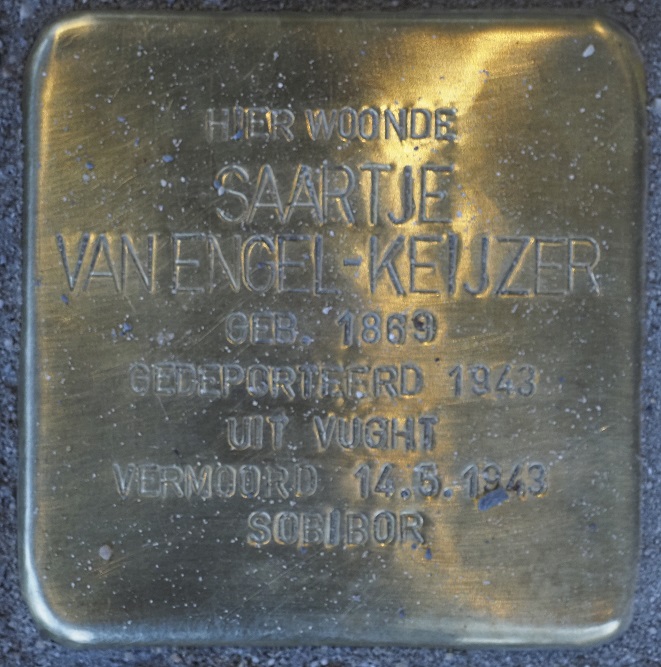 HIER WOONDE
SAARTJE
VAN ENGEL-KEIJZER
GEB. 1869
GEDEPORTEERD 1943
UIT VUGHT
VERMOORD 14.5.1943
SOBIBOR